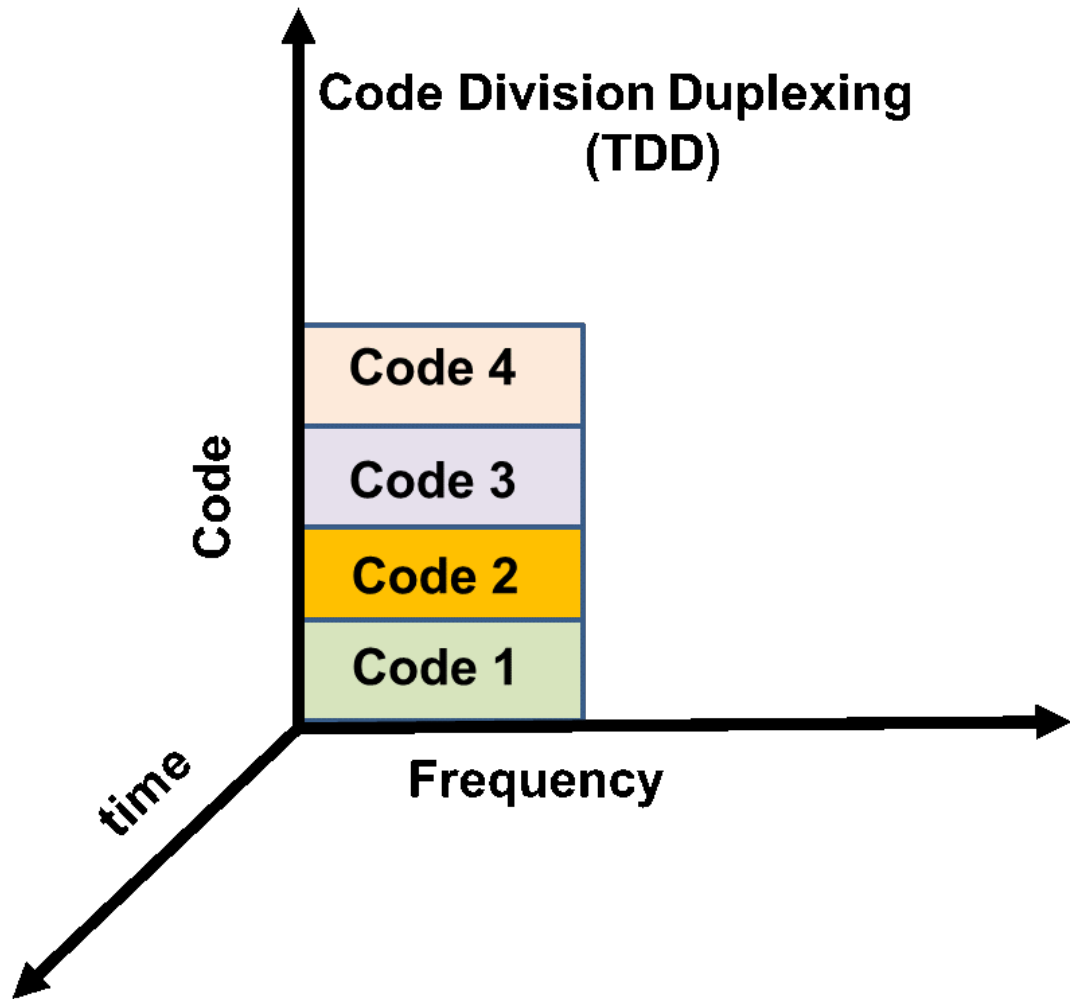 Code Division Duplexing
(TDD)
Code 4
Code 3
Code 2
Code 1
Code
Frequency
time